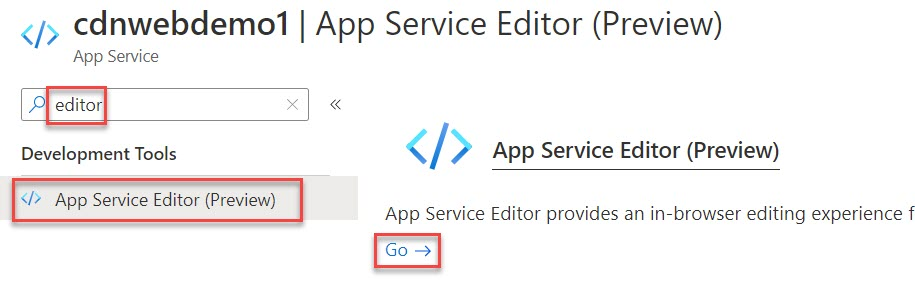 cdnwebdemo1 | App Service Editor (Preview)
App Service
editor
Development Tools
App Service Editor (Preview)
App Service Editor (Preview)
App Service Editor provides an in-browser editing experience f
Go →